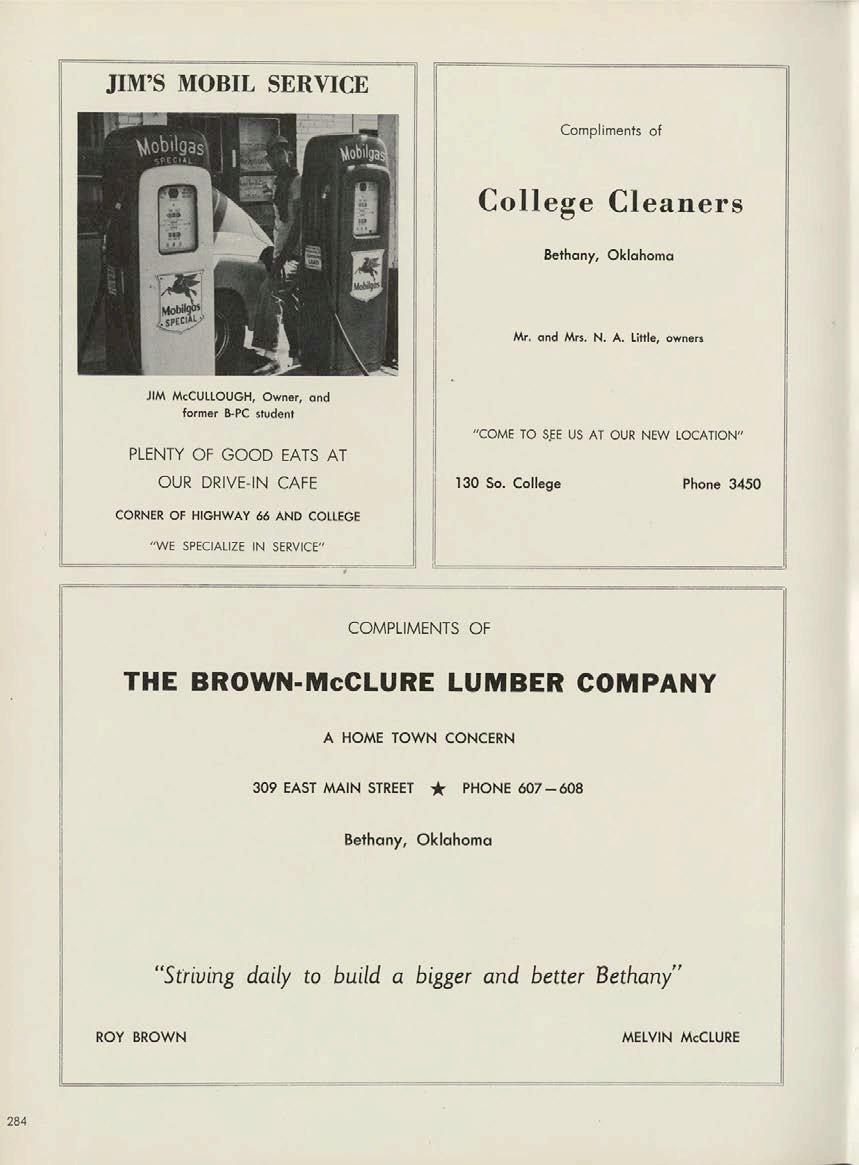 JIM'S MOBIL SERVICE
Mobilgas
SPECIAL
Mobilgas
Mobilgas
SPECIAL
Mobilgas
JIM McCULLOUGH, Owner, and
former B-PC student
PLENTY OF GOOD EATS AT
OUR DRIVE-IN CAFE
CORNER OF HIGHWAY 66 AND COLLEGE
"WE SPECIALIZE IN SERVICE"
Compliments of
College Cleaners
Bethany, Oklahoma
Mr. and Mrs. N. A. Little, owners
"COME TO SEE US AT OUR NEW LOCATION"
130 So. College Phone 3450
COMPLIMENTS OF
THE BROWN-McCLURE LUMBER COMPANY
A HOME TOWN CONCERN
309 EAST MAIN STREET ★ PHONE 607—608
Bethany, Oklahoma
"Striving daily to build a bigger and better Bethany"
ROY BROWN MELVIN McCLURE
284